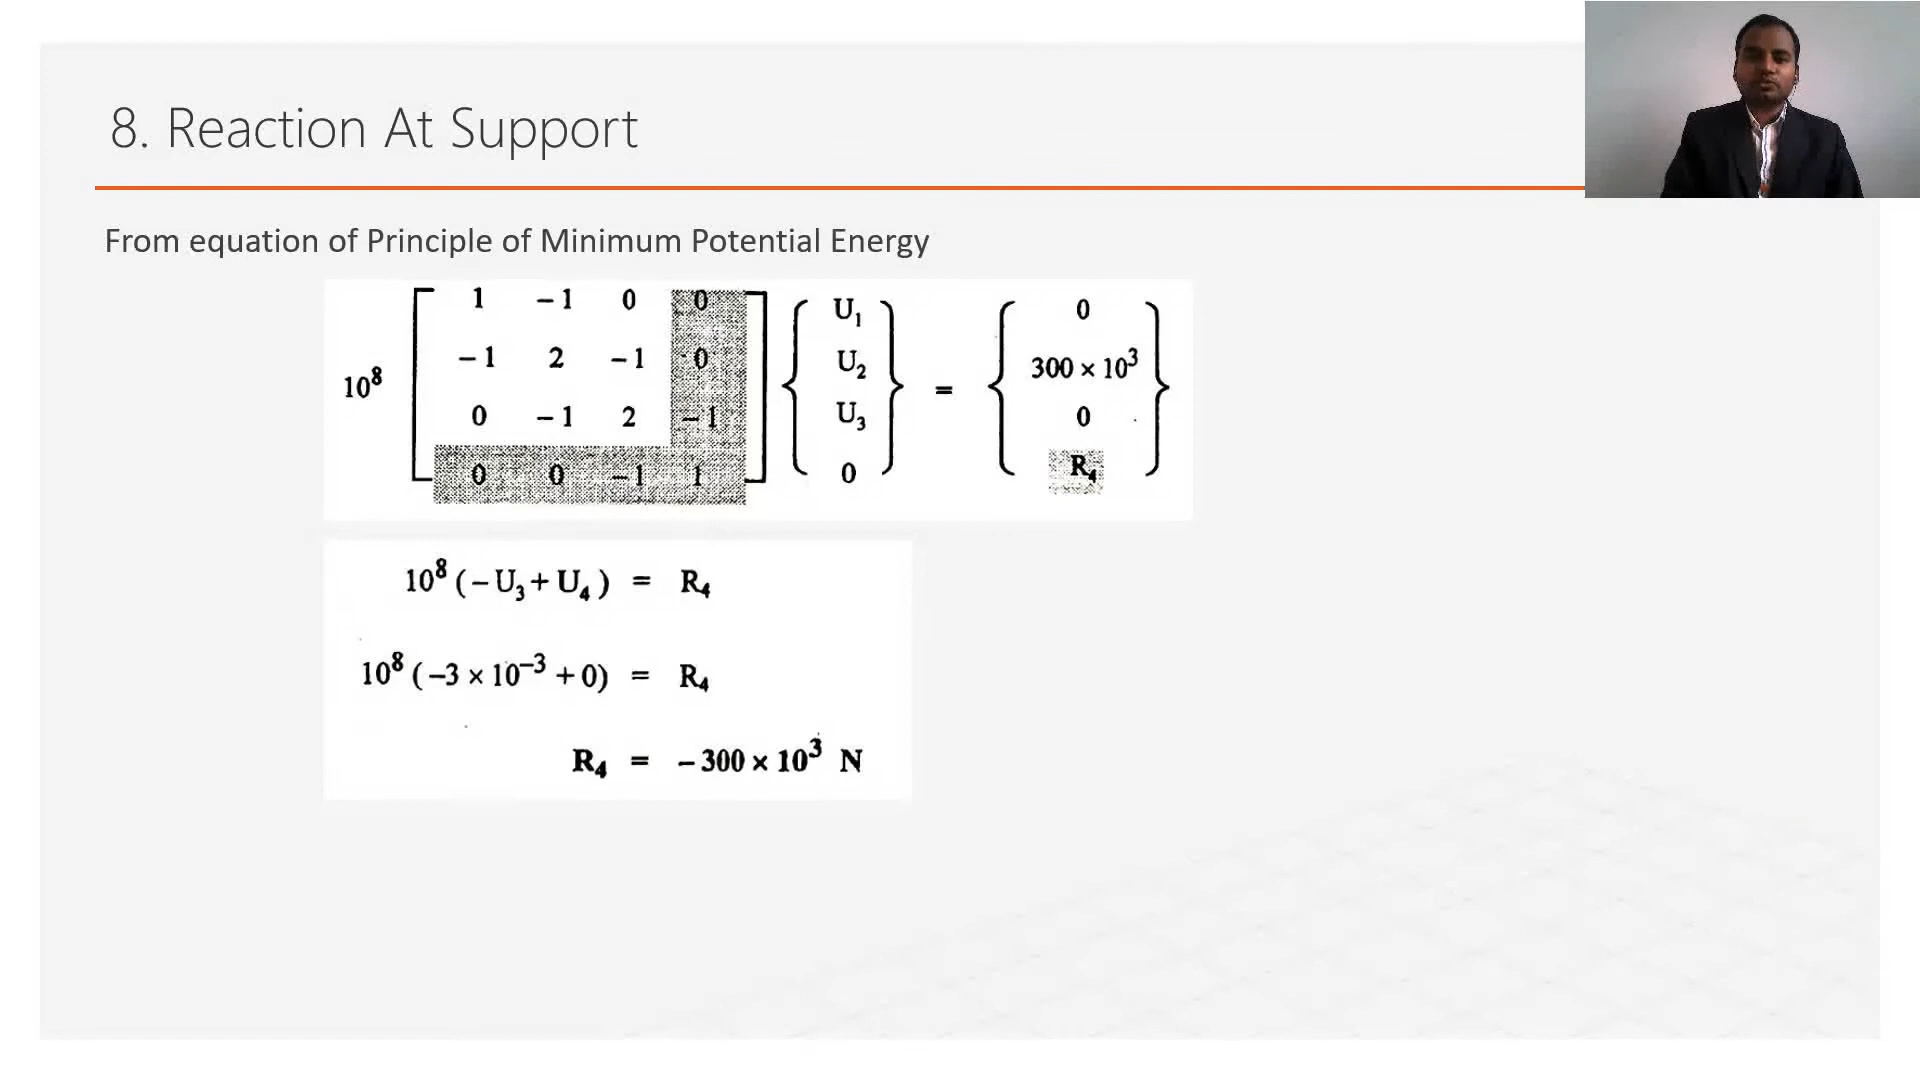 8. Reaction At Support
From equation of Principle of Minimum Potential Energy
10⁸ [ 1 −1 0 0 ] { U₁ } = { 0 }
[ −1 2 −1 0 ] { U₂ } { 300 × 10³ }
[ 0 −1 2 −1 ] { U₃ } { 0 }
[ 0 0 −1 1 ] { 0 } { R₄ }
10⁸ (−U₃ + U₄ ) = R₄
10⁸ (−3 × 10⁻³ + 0) = R₄
R₄ = − 300 × 10³ N